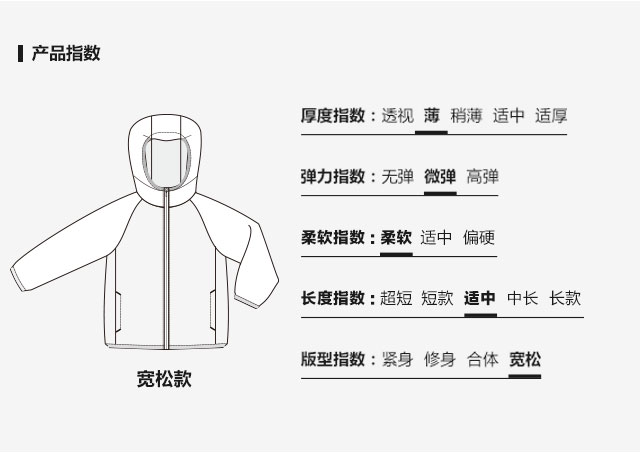 产品指数
厚度指数：透视 薄 稍薄 适中 适厚
弹力指数：无弹 微弹 高弹
柔软指数：柔软 适中 偏硬
长度指数：超短 短款 适中 中长 长款
版型指数：紧身 修身 合体 宽松
宽松款